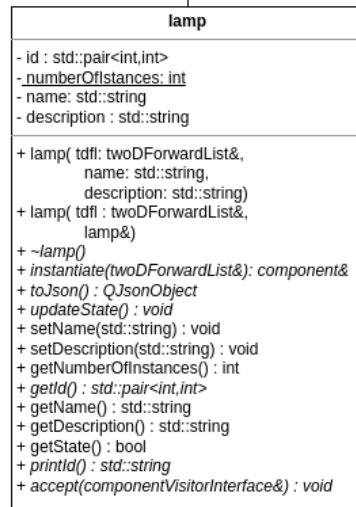 lamp
- id : std::pair<int,int>
- numberOfIstances: int
- name: std::string
- description : std::string
+ lamp( tdfl: twoDForwardList&,
name: std::string,
description: std::string)
+ lamp( tdfl : twoDForwardList&,
lamp&)
+ ~lamp()
+ instantiate(twoDForwardList&): component&
+ toJson() : QJsonObject
+ updateState() : void
+ setName(std::string) : void
+ setDescription(std::string) : void
+ getNumberOfInstances() : int
+ getId() : std::pair<int,int>
+ getName() : std::string
+ getDescription() : std::string
+ getState() : bool
+ printId() : std::string
+ accept(componentVisitorInterface&) : void